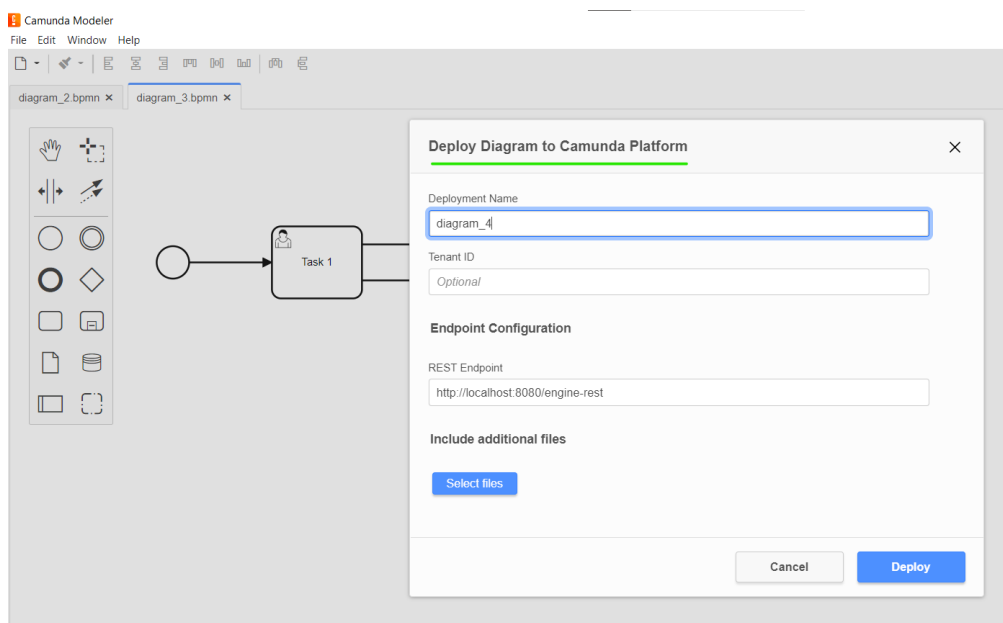 Camunda Modeler
File Edit Window Help
diagram_2.bpmn × diagram_3.bpmn ×
Deploy Diagram to Camunda Platform
Deployment Name
diagram_4
Task 1
Tenant ID
Optional
Endpoint Configuration
REST Endpoint
http://localhost:8080/engine-rest
Include additional files
Select files
Cancel Deploy